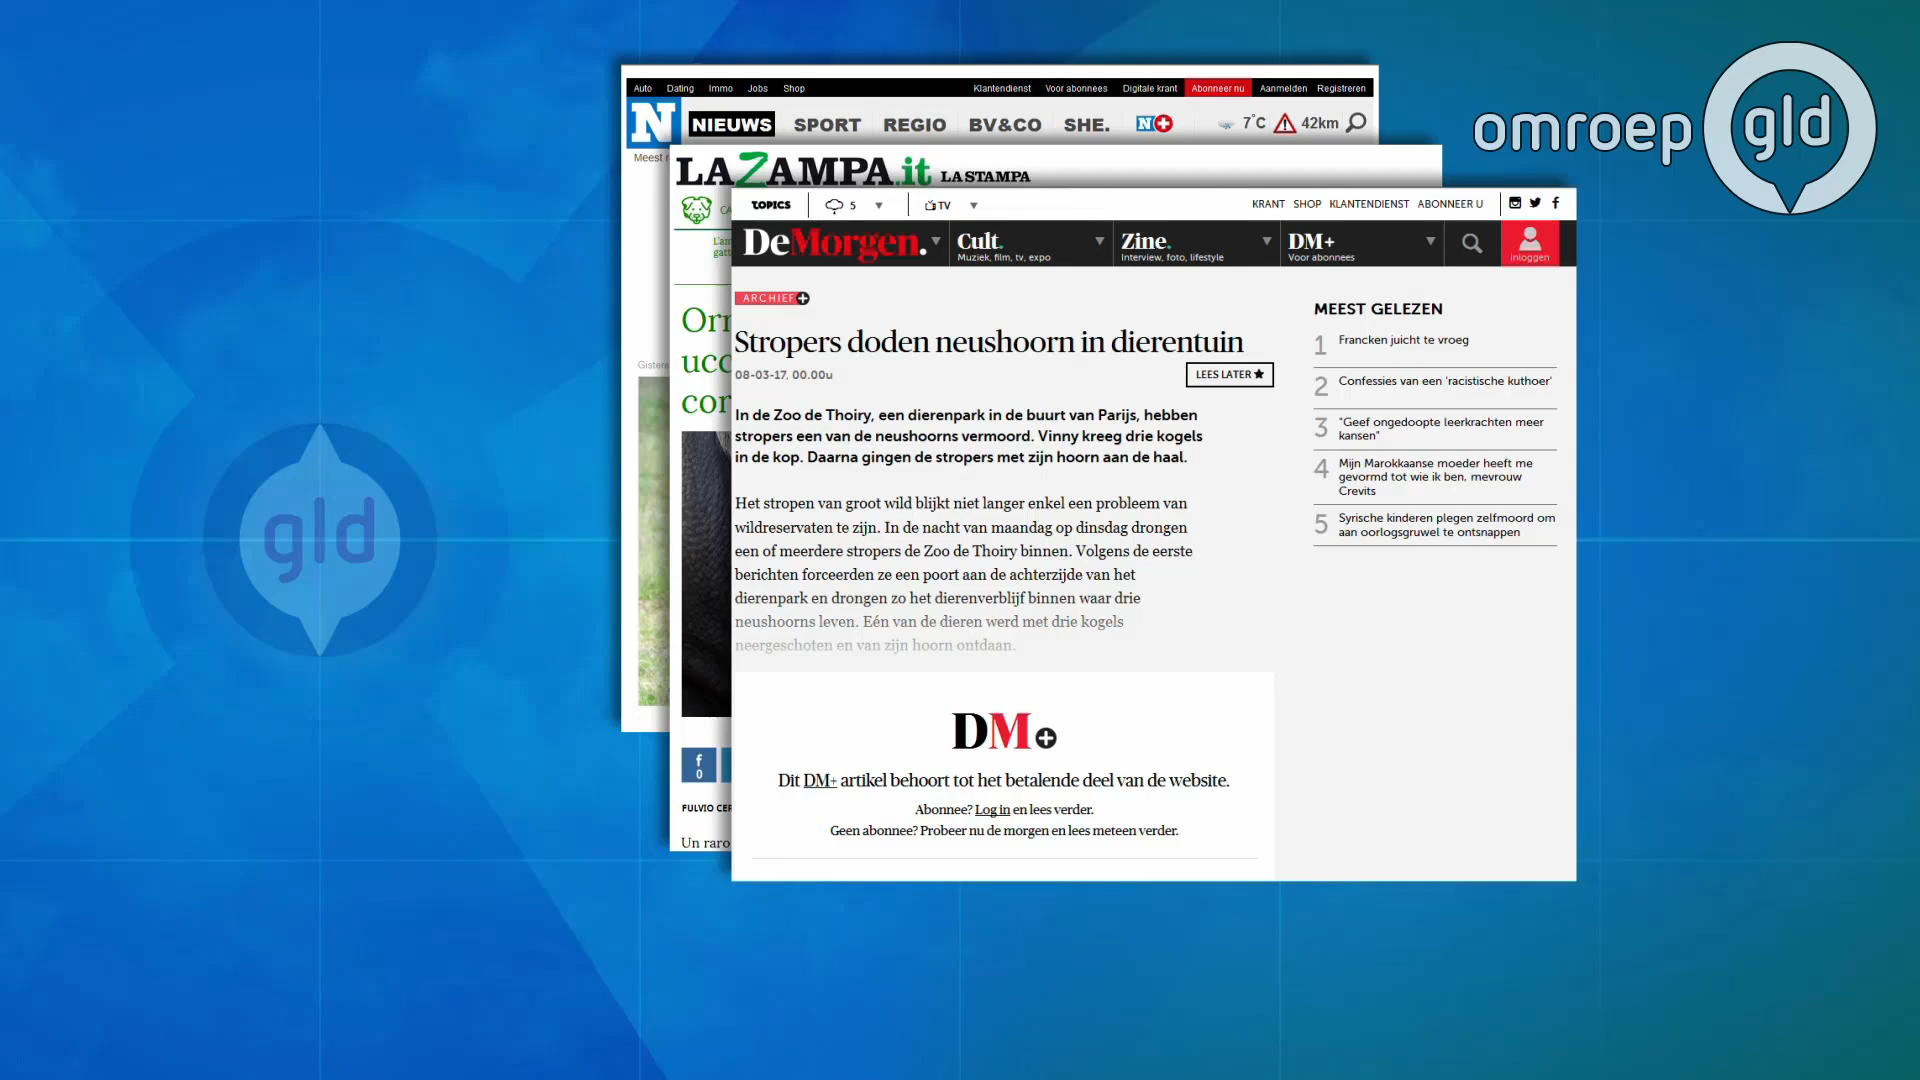 Auto Dating Immo Jobs Shop Klantendienst Voor abonnees Digitale krant Abonneer nu Aanmelden Registreren
N NIEUWS SPORT REGIO BV&CO SHE. N+ 7°C 42km
Meest
LAZAMPA.it LA STAMPA
TOPICS 5 TV KRANT SHOP KLANTENDIENST ABONNEER U
DeMorgen. Cult. Zine. DM+
Muziek, film, tv, expo Interview, foto, lifestyle Voor abonnees Inloggen
ARCHIEF+
Stropers doden neushoorn in dierentuin
08-03-17, 00.00u LEES LATER
In de Zoo de Thoiry, een dierenpark in de buurt van Parijs, hebben
stropers een van de neushoorns vermoord. Vinny kreeg drie kogels
in de kop. Daarna gingen de stropers met zijn hoorn aan de haal.
Het stropen van groot wild blijkt niet langer enkel een probleem van
wildreservaten te zijn. In de nacht van maandag op dinsdag drongen
een of meerdere stropers de Zoo de Thoiry binnen. Volgens de eerste
berichten forceerden ze een poort aan de achterzijde van het
dierenpark en drongen zo het dierenverblijf binnen waar drie
neushoorns leven. Eén van de dieren werd met drie kogels
neergeschoten en van zijn hoorn ontdaan.
DM+
Dit DM+ artikel behoort tot het betalende deel van de website.
Abonnee? Log in en lees verder.
Geen abonnee? Probeer nu de morgen en lees meteen verder.
MEEST GELEZEN
1 Francken juicht te vroeg
2 Confessies van een 'racistische kuthoer'
3 "Geef ongedoopte leerkrachten meer
kansen"
4 Mijn Marokkaanse moeder heeft me
gevormd tot wie ik ben, mevrouw
Crevits
5 Syrische kinderen plegen zelfmoord om
aan oorlogsgruwel te ontsnappen
f
0
FULVIO
Un raro
omroep gld
gld